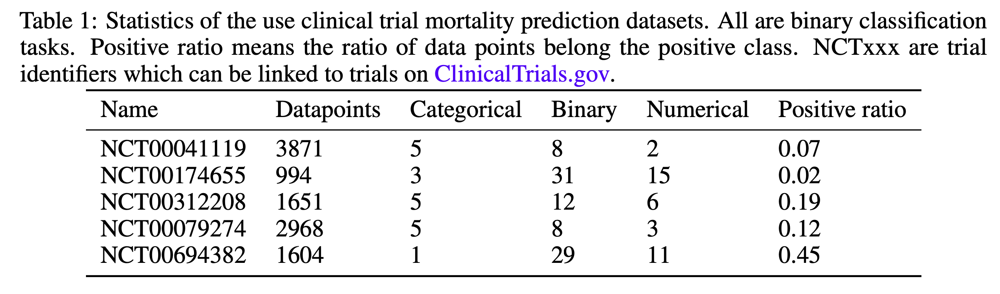 Table 1: Statistics of the use clinical trial mortality prediction datasets. All are binary classification
tasks. Positive ratio means the ratio of data points belong the positive class. NCTxxx are trial
identifiers which can be linked to trials on ClinicalTrials.gov.
Name Datapoints Categorical Binary Numerical Positive ratio
NCT00041119 3871 5 8 2 0.07
NCT00174655 994 3 31 15 0.02
NCT00312208 1651 5 12 6 0.19
NCT00079274 2968 5 8 3 0.12
NCT00694382 1604 1 29 11 0.45